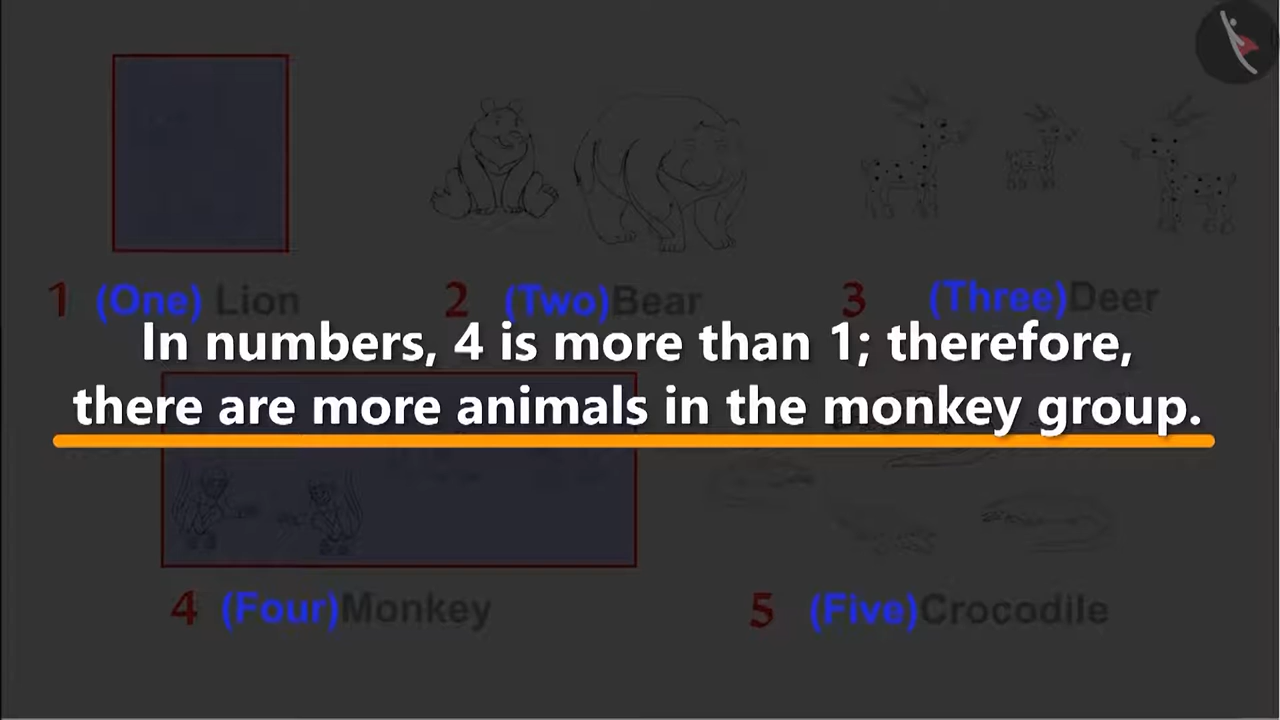 1 (One) Lion
2 (Two)Bear
3 (Three)Deer
In numbers, 4 is more than 1; therefore,
there are more animals in the monkey group.
4 (Four)Monkey
5 (Five)Crocodile